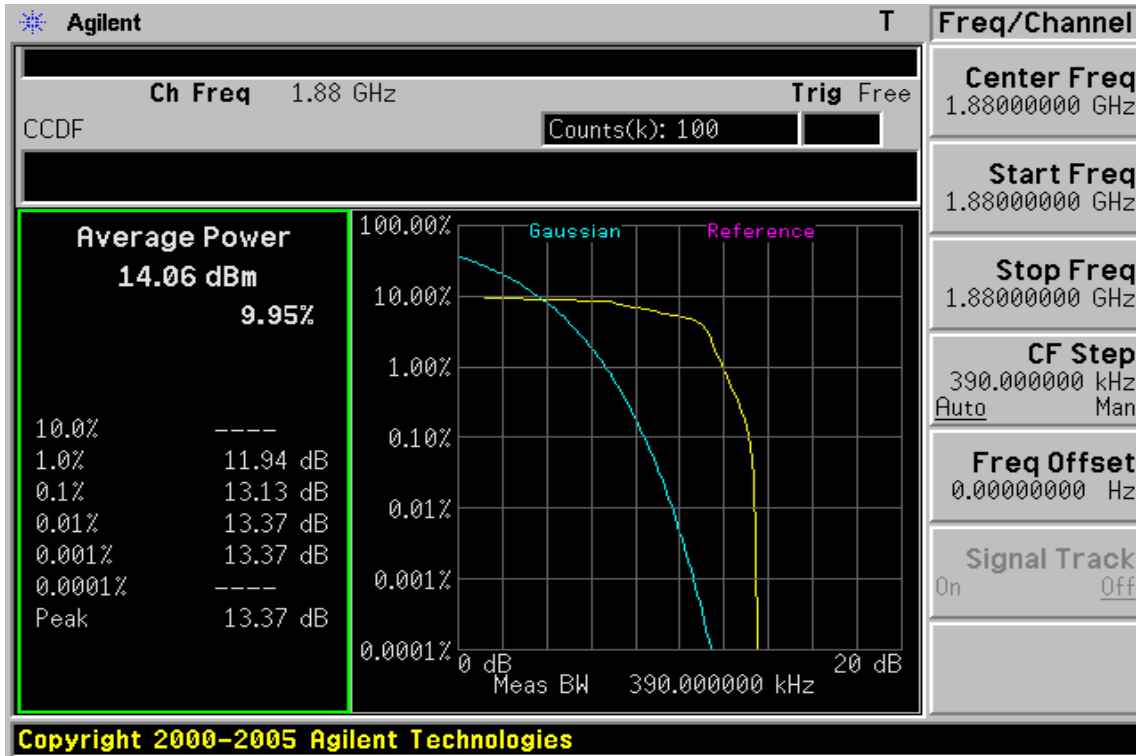 Agilent T
Ch Freq 1.88 GHz Trig Free
CCDF Counts(k): 100
Average Power
14.06 dBm
9.95%
10.0% ----
1.0% 11.94 dB
0.1% 13.13 dB
0.01% 13.37 dB
0.001% 13.37 dB
0.0001% ----
Peak 13.37 dB
Gaussian Reference
100.00%
10.00%
1.00%
0.10%
0.01%
0.001%
0.0001%
0 dB 20 dB
Meas BW 390.000000 kHz
Freq/Channel
Center Freq
1.88000000 GHz
Start Freq
1.88000000 GHz
Stop Freq
1.88000000 GHz
CF Step
390.000000 kHz
Auto Man
Freq Offset
0.00000000 Hz
Signal Track
On Off
Copyright 2000-2005 Agilent Technologies